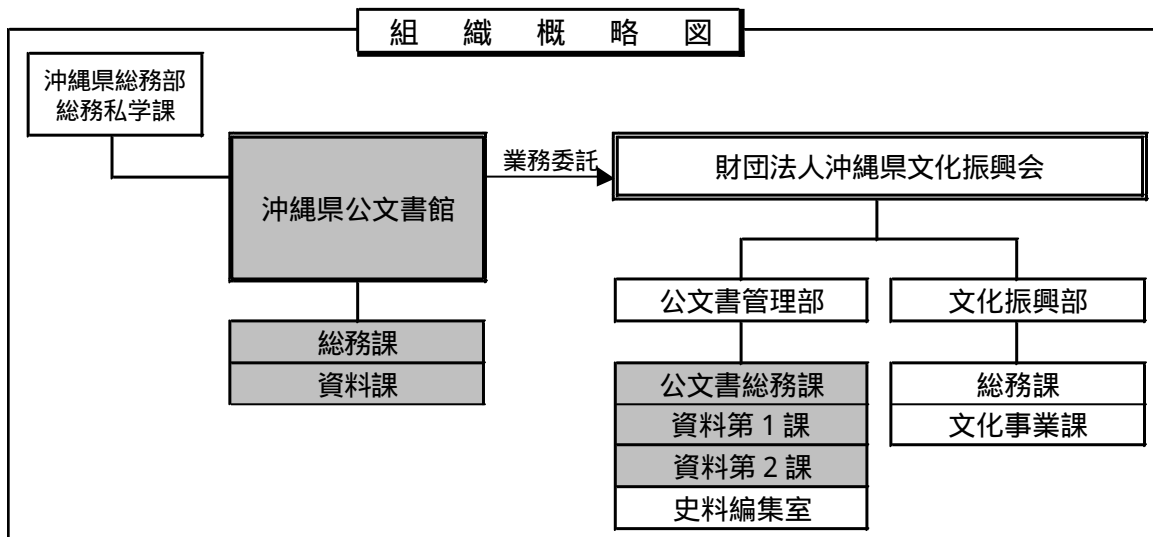 組織概略図
沖縄県総務部
総務私学課
沖縄県公文書館
業務委託
財団法人沖縄県文化振興会
総務課
資料課
公文書管理部
文化振興部
公文書総務課
資料第1課
資料第2課
史料編集室
総務課
文化事業課